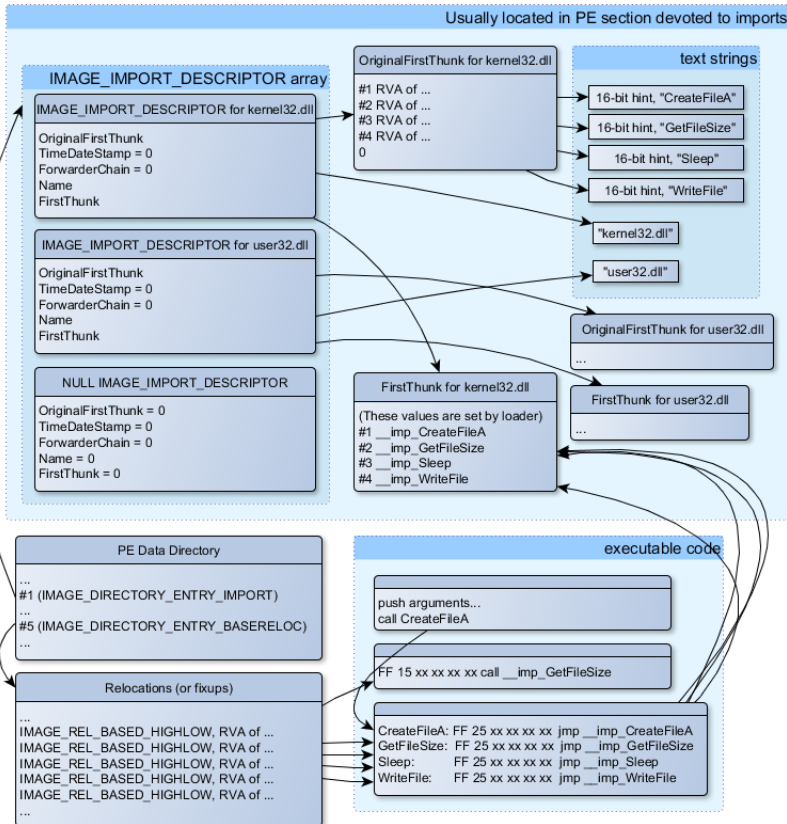 Usually located in PE section devoted to imports
IMAGE_IMPORT_DESCRIPTOR array
IMAGE_IMPORT_DESCRIPTOR for kernel32.dll
OriginalFirstThunk
TimeDateStamp = 0
ForwarderChain = 0
Name
FirstThunk
IMAGE_IMPORT_DESCRIPTOR for user32.dll
OriginalFirstThunk
TimeDateStamp = 0
ForwarderChain = 0
Name
FirstThunk
NULL IMAGE_IMPORT_DESCRIPTOR
OriginalFirstThunk = 0
TimeDateStamp = 0
ForwarderChain = 0
Name = 0
FirstThunk = 0
OriginalFirstThunk for kernel32.dll
#1 RVA of ...
#2 RVA of ...
#3 RVA of ...
#4 RVA of ...
0
text strings
16-bit hint, "CreateFileA"
16-bit hint, "GetFileSize"
16-bit hint, "Sleep"
16-bit hint, "WriteFile"
"kernel32.dll"
"user32.dll"
OriginalFirstThunk for user32.dll
...
FirstThunk for kernel32.dll
(These values are set by loader)
#1 __imp_CreateFileA
#2 __imp_GetFileSize
#3 __imp_Sleep
#4 __imp_WriteFile
FirstThunk for user32.dll
...
PE Data Directory
...
#1 (IMAGE_DIRECTORY_ENTRY_IMPORT)
...
#5 (IMAGE_DIRECTORY_ENTRY_BASERELOC)
...
Relocations (or fixups)
...
IMAGE_REL_BASED_HIGHLOW, RVA of ...
IMAGE_REL_BASED_HIGHLOW, RVA of ...
IMAGE_REL_BASED_HIGHLOW, RVA of ...
IMAGE_REL_BASED_HIGHLOW, RVA of ...
IMAGE_REL_BASED_HIGHLOW, RVA of ...
...
executable code
push arguments...
call CreateFileA
FF 15 xx xx xx xx call __imp_GetFileSize
CreateFileA: FF 25 xx xx xx xx jmp __imp_CreateFileA
GetFileSize: FF 25 xx xx xx xx jmp __imp_GetFileSize
Sleep: FF 25 xx xx xx xx jmp __imp_Sleep
WriteFile: FF 25 xx xx xx xx jmp __imp_WriteFile